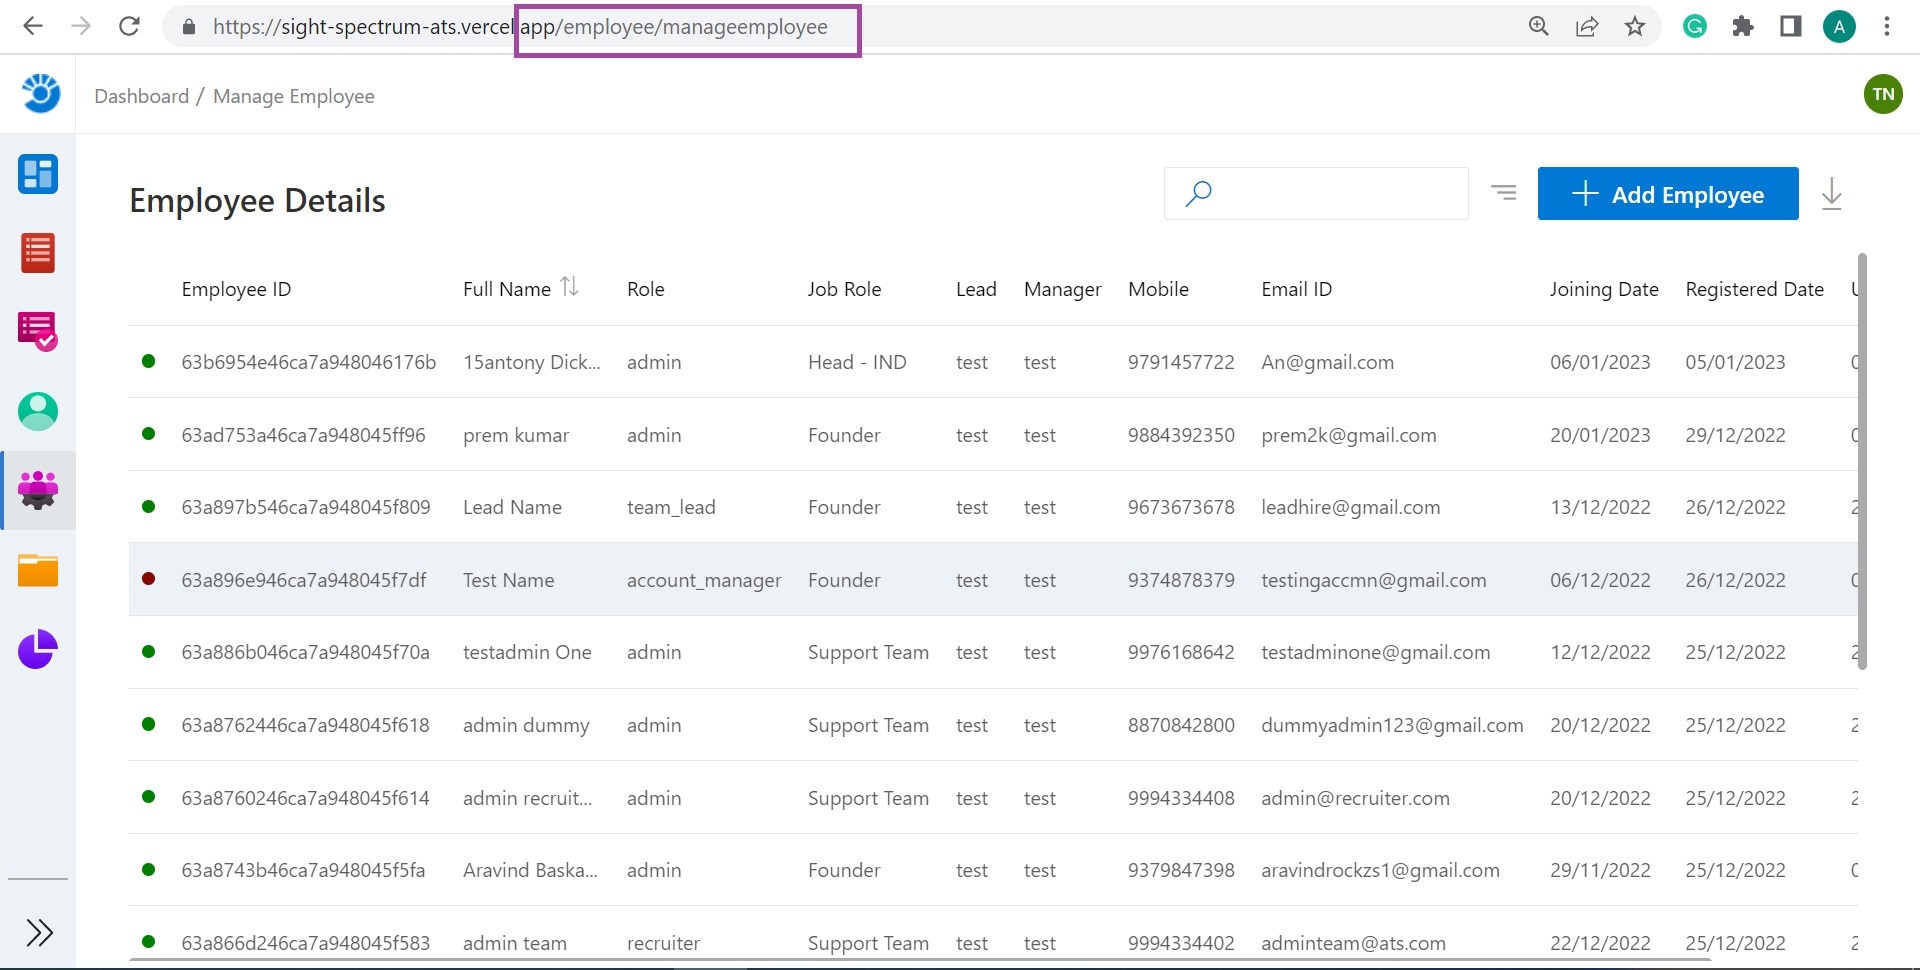 https://sight-spectrum-ats.vercel.app/employee/manageemployee
A
Dashboard / Manage Employee
TN
Employee Details
Add Employee
Employee ID Full Name Role Job Role Lead Manager Mobile Email ID Joining Date Registered Date
63b6954e46ca7a948046176b 15antony Dick... admin Head - IND test test 9791457722 An@gmail.com 06/01/2023 05/01/2023
63ad753a46ca7a948045ff96 prem kumar admin Founder test test 9884392350 prem2k@gmail.com 20/01/2023 29/12/2022
63a897b546ca7a948045f809 Lead Name team_lead Founder test test 9673673678 leadhire@gmail.com 13/12/2022 26/12/2022
63a896e946ca7a948045f7df Test Name account_manager Founder test test 9374878379 testingaccmn@gmail.com 06/12/2022 26/12/2022
63a886b046ca7a948045f70a testadmin One admin Support Team test test 9976168642 testadminone@gmail.com 12/12/2022 25/12/2022
63a8762446ca7a948045f618 admin dummy admin Support Team test test 8870842800 dummyadmin123@gmail.com 20/12/2022 25/12/2022
63a8760246ca7a948045f614 admin recruit... admin Support Team test test 9994334408 admin@recruiter.com 20/12/2022 25/12/2022
63a8743b46ca7a948045f5fa Aravind Baska... admin Founder test test 9379847398 aravindrockzs1@gmail.com 29/11/2022 25/12/2022
63a866d246ca7a948045f583 admin team recruiter Support Team test test 9994334402 adminteam@ats.com 22/12/2022 25/12/2022